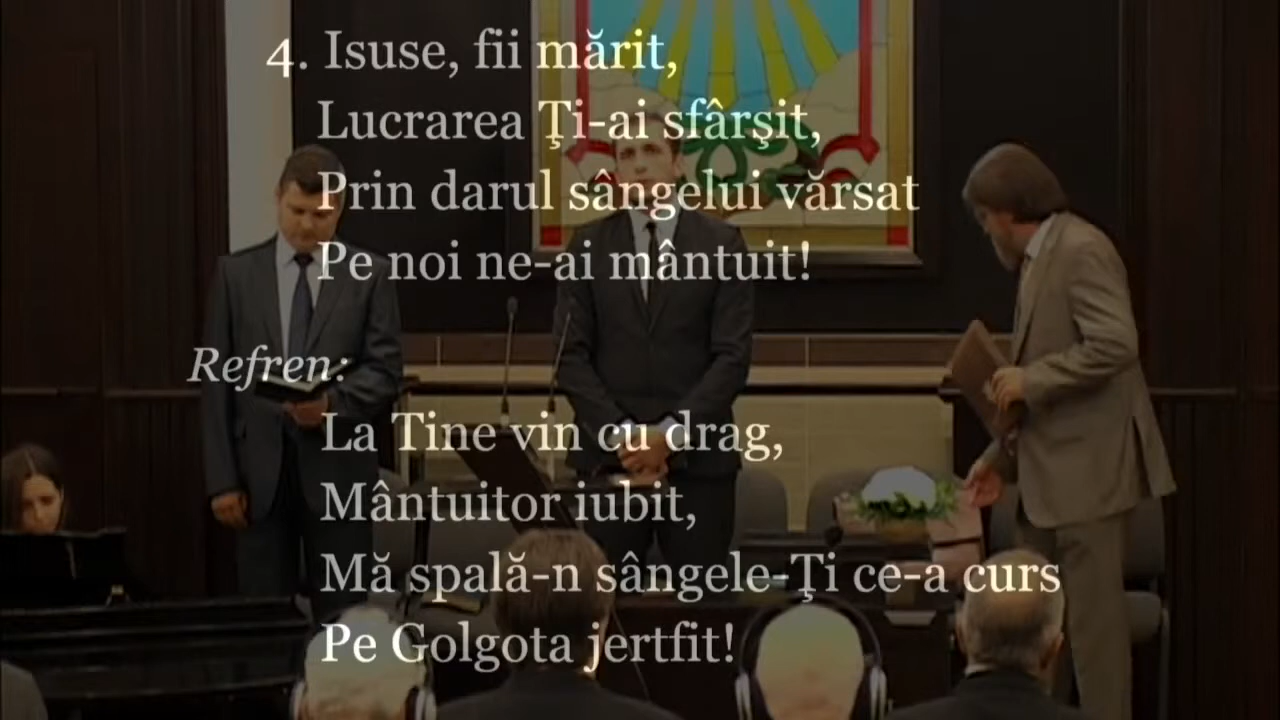 4. Isuse, fii mărit,
Lucrarea Ţi-ai sfârşit,
Prin darul sângelui vărsat
Pe noi ne-ai mântuit!
Refren:
La Tine vin cu drag,
Mântuitor iubit,
Mă spală-n sângele-Ţi ce-a curs
Pe Golgota jertfit!